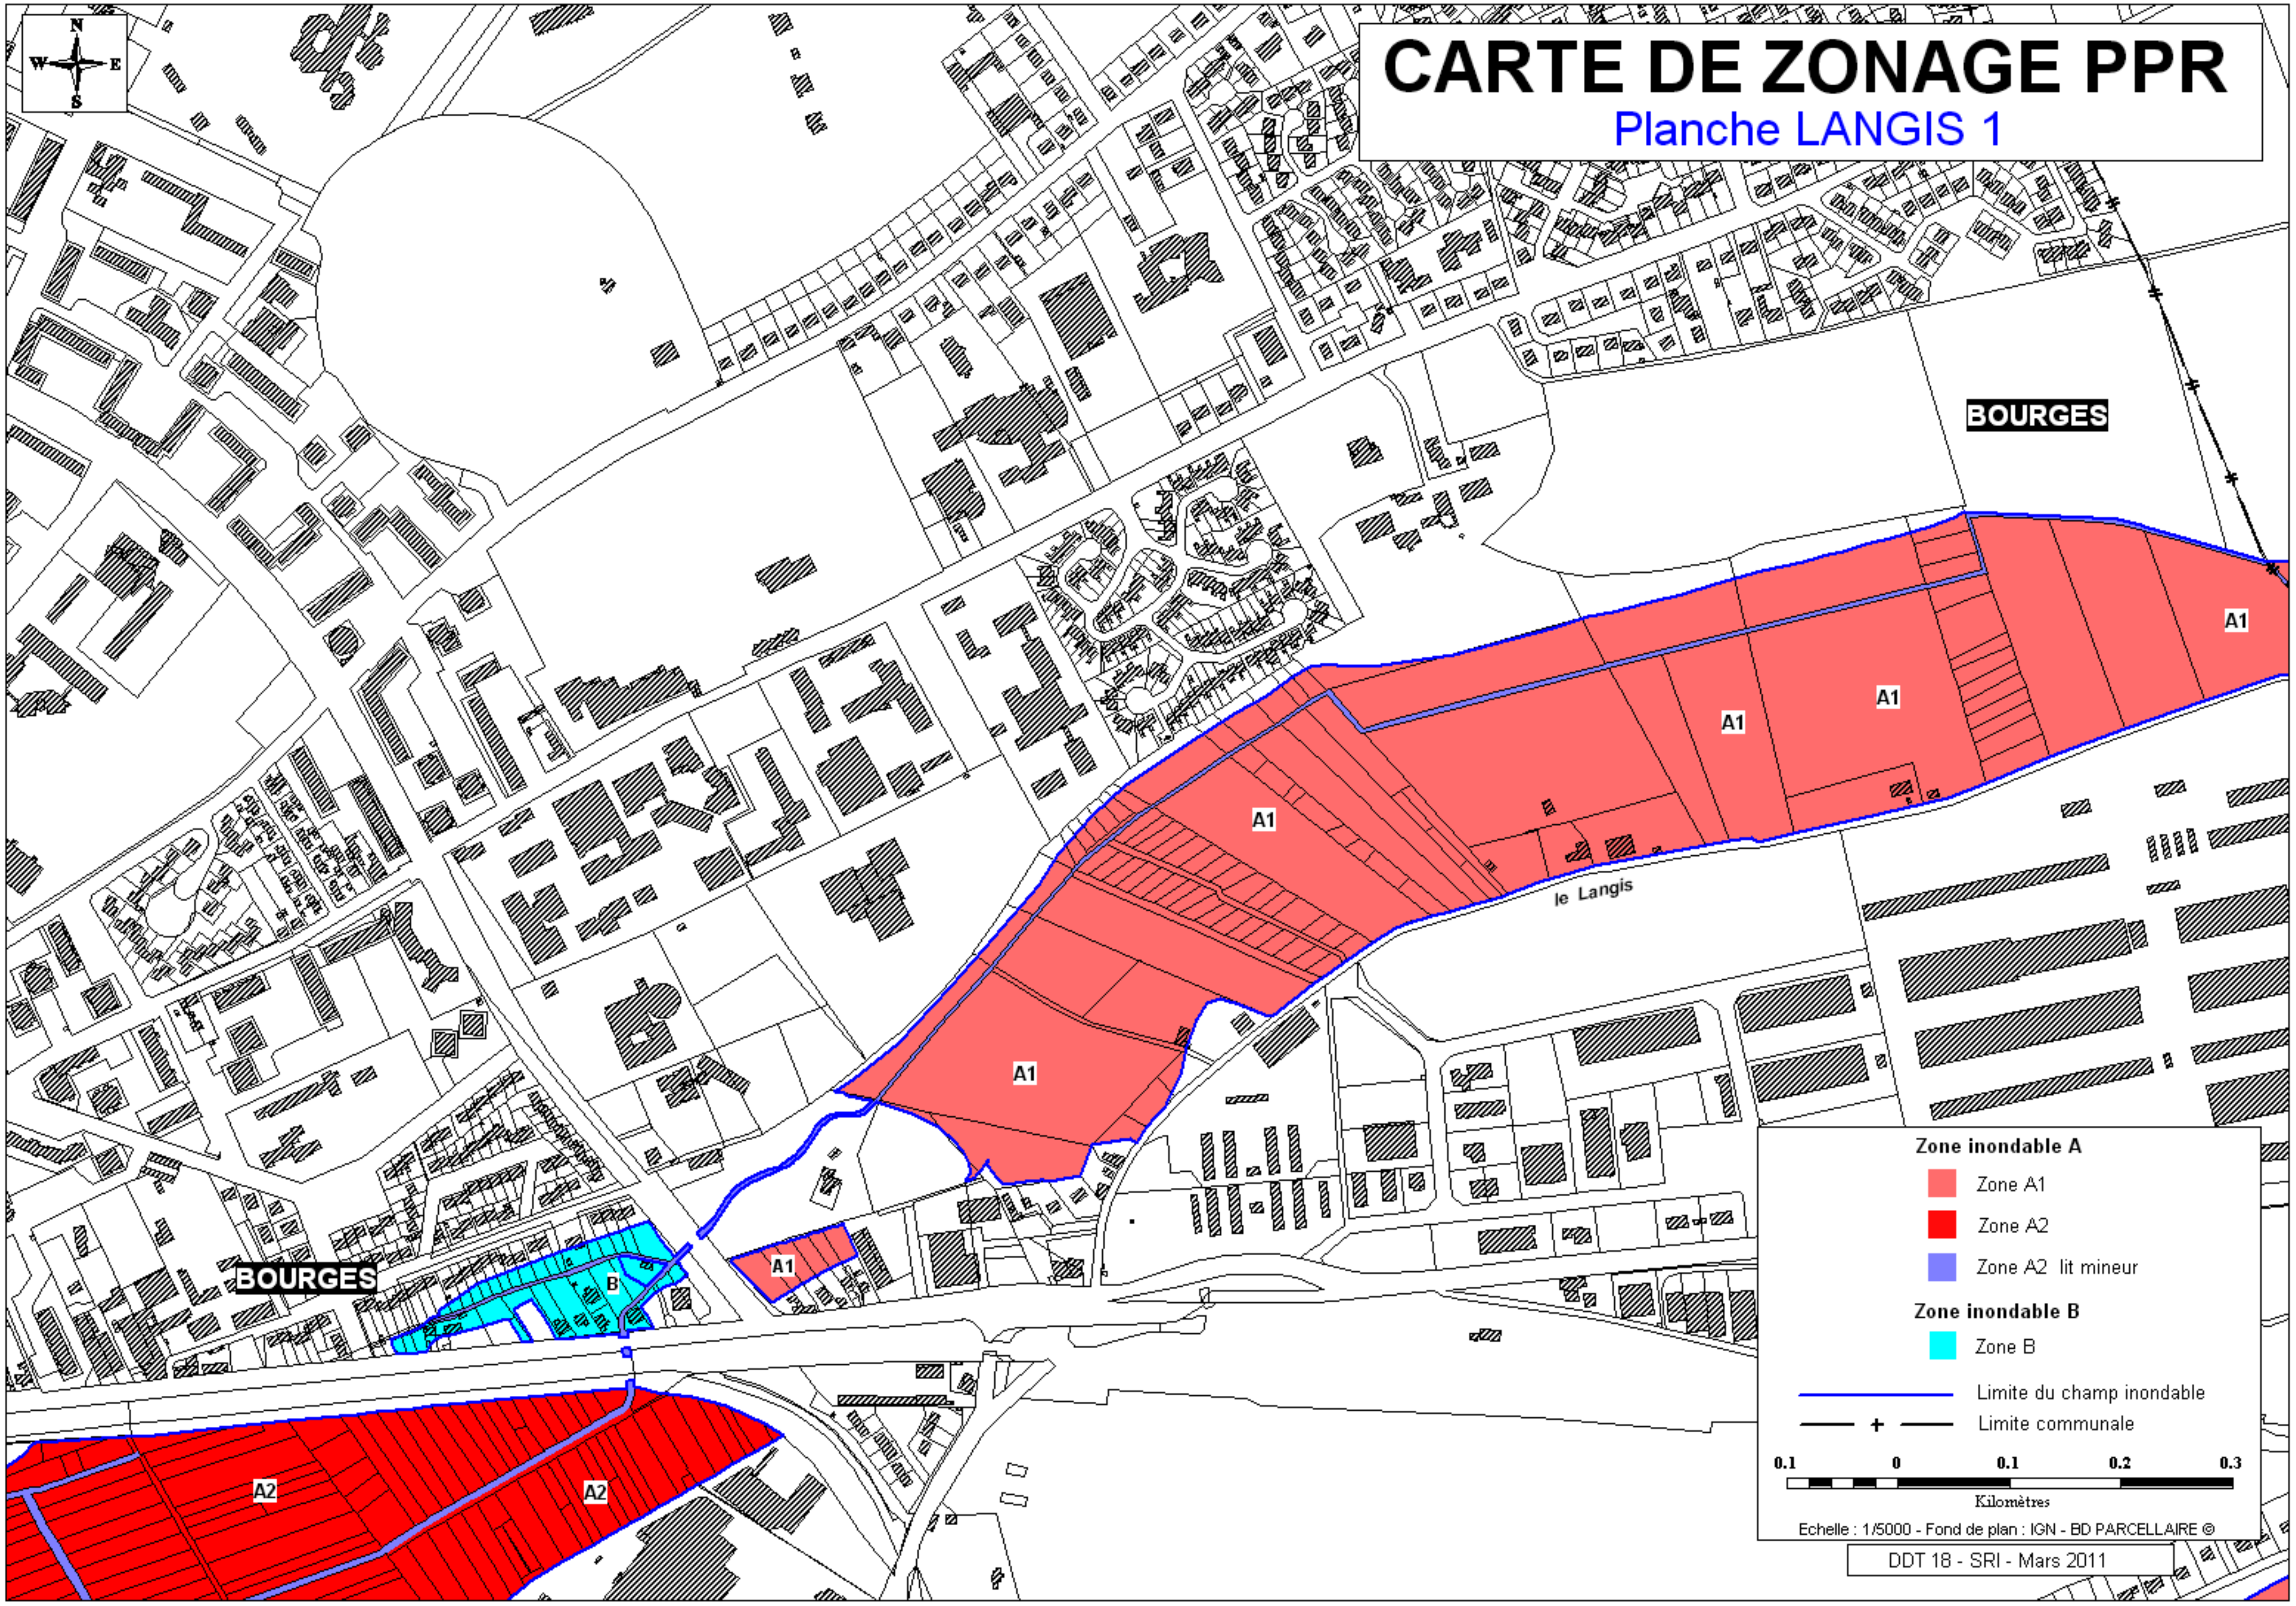 N
W E
S
CARTE DE ZONAGE PPR
Planche LANGIS 1
BOURGES
A1
A1
A1
A1
le Langis
A1
A1
B
BOURGES
A2
A2
Zone inondable A
Zone A1
Zone A2
Zone A2 lit mineur
Zone inondable B
Zone B
Limite du champ inondable
Limite communale
0.1 0 0.1 0.2 0.3
Kilomètres
Echelle : 1/5000 - Fond de plan : IGN - BD PARCELLAIRE ©
DDT 18 - SRI - Mars 2011